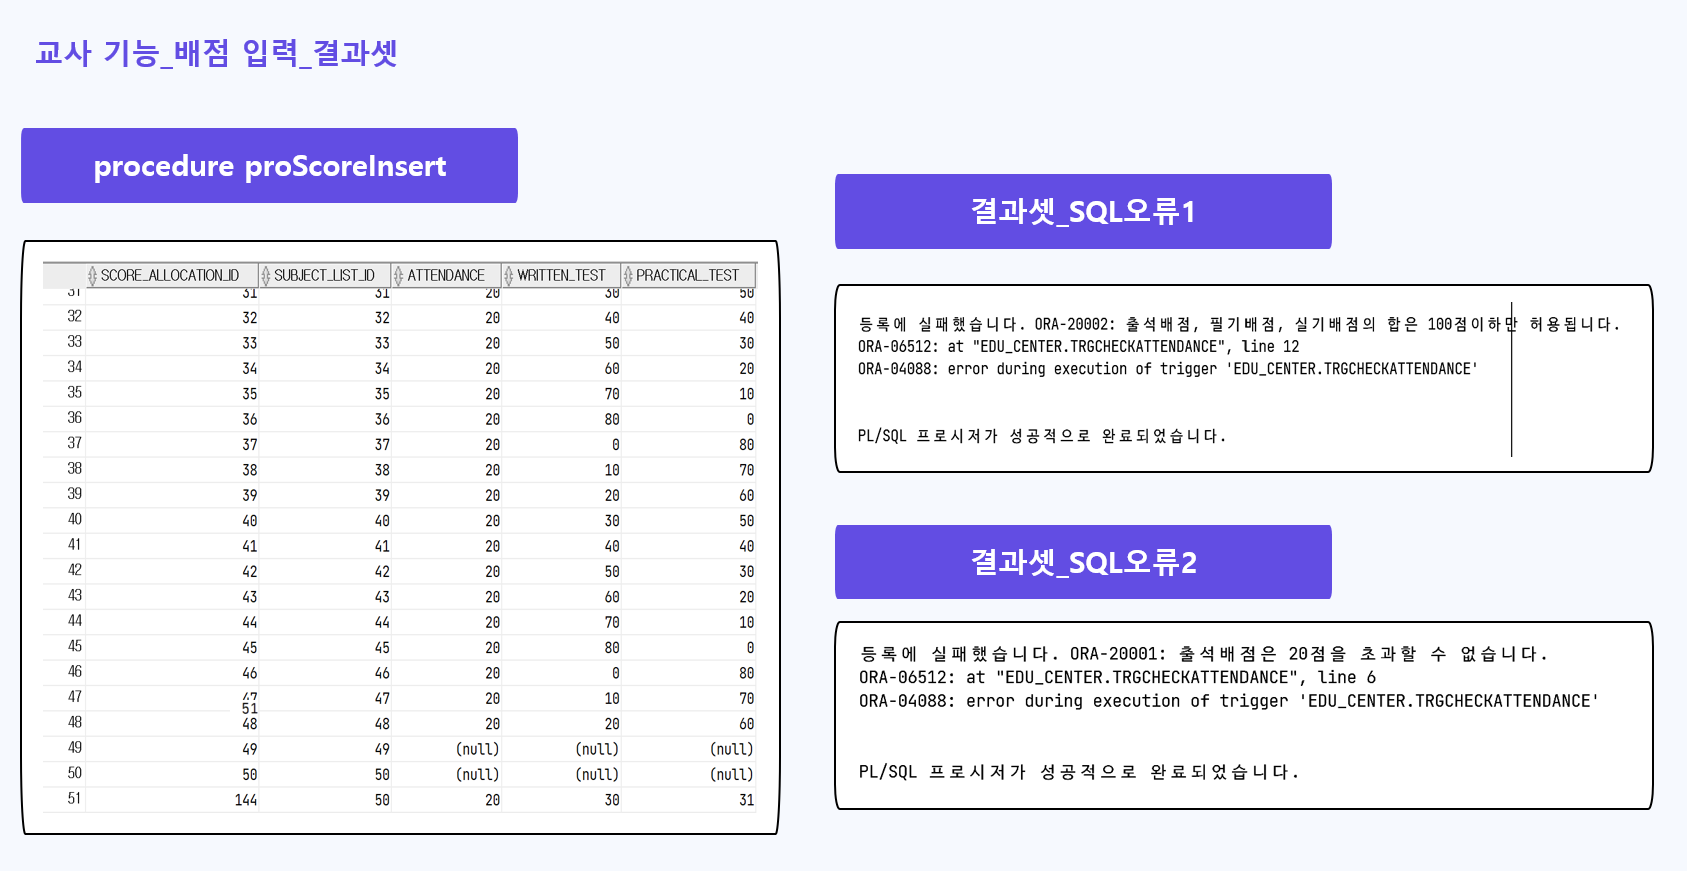 교사 기능_배점 입력_결과셋
procedure proScoreInsert
SCORE_ALLOCATION_ID SUBJECT_LIST_ID ATTENDANCE WRITTEN_TEST PRACTICAL_TEST
31 31 31 20 30 50
32 32 32 20 40 40
33 33 33 20 50 30
34 34 34 20 60 20
35 35 35 20 70 10
36 36 36 20 80 0
37 37 37 20 0 80
38 38 38 20 10 70
39 39 39 20 20 60
40 40 40 20 30 50
41 41 41 20 40 40
42 42 42 20 50 30
43 43 43 20 60 20
44 44 44 20 70 10
45 45 45 20 80 0
46 46 46 20 0 80
47 47 47 20 10 70
51
48 48 48 20 20 60
49 49 49 (null) (null) (null)
50 50 50 (null) (null) (null)
51 144 50 20 30 31
결과셋_SQL오류1
등록에 실패했습니다. ORA-20002: 출석배점, 필기배점, 실기배점의 합은 100점이하만 허용됩니다.
ORA-06512: at "EDU_CENTER.TRGCHECKATTENDANCE", line 12
ORA-04088: error during execution of trigger 'EDU_CENTER.TRGCHECKATTENDANCE'
PL/SQL 프로시저가 성공적으로 완료되었습니다.
결과셋_SQL오류2
등록에 실패했습니다. ORA-20001: 출석배점은 20점을 초과할 수 없습니다.
ORA-06512: at "EDU_CENTER.TRGCHECKATTENDANCE", line 6
ORA-04088: error during execution of trigger 'EDU_CENTER.TRGCHECKATTENDANCE'
PL/SQL 프로시저가 성공적으로 완료되었습니다.